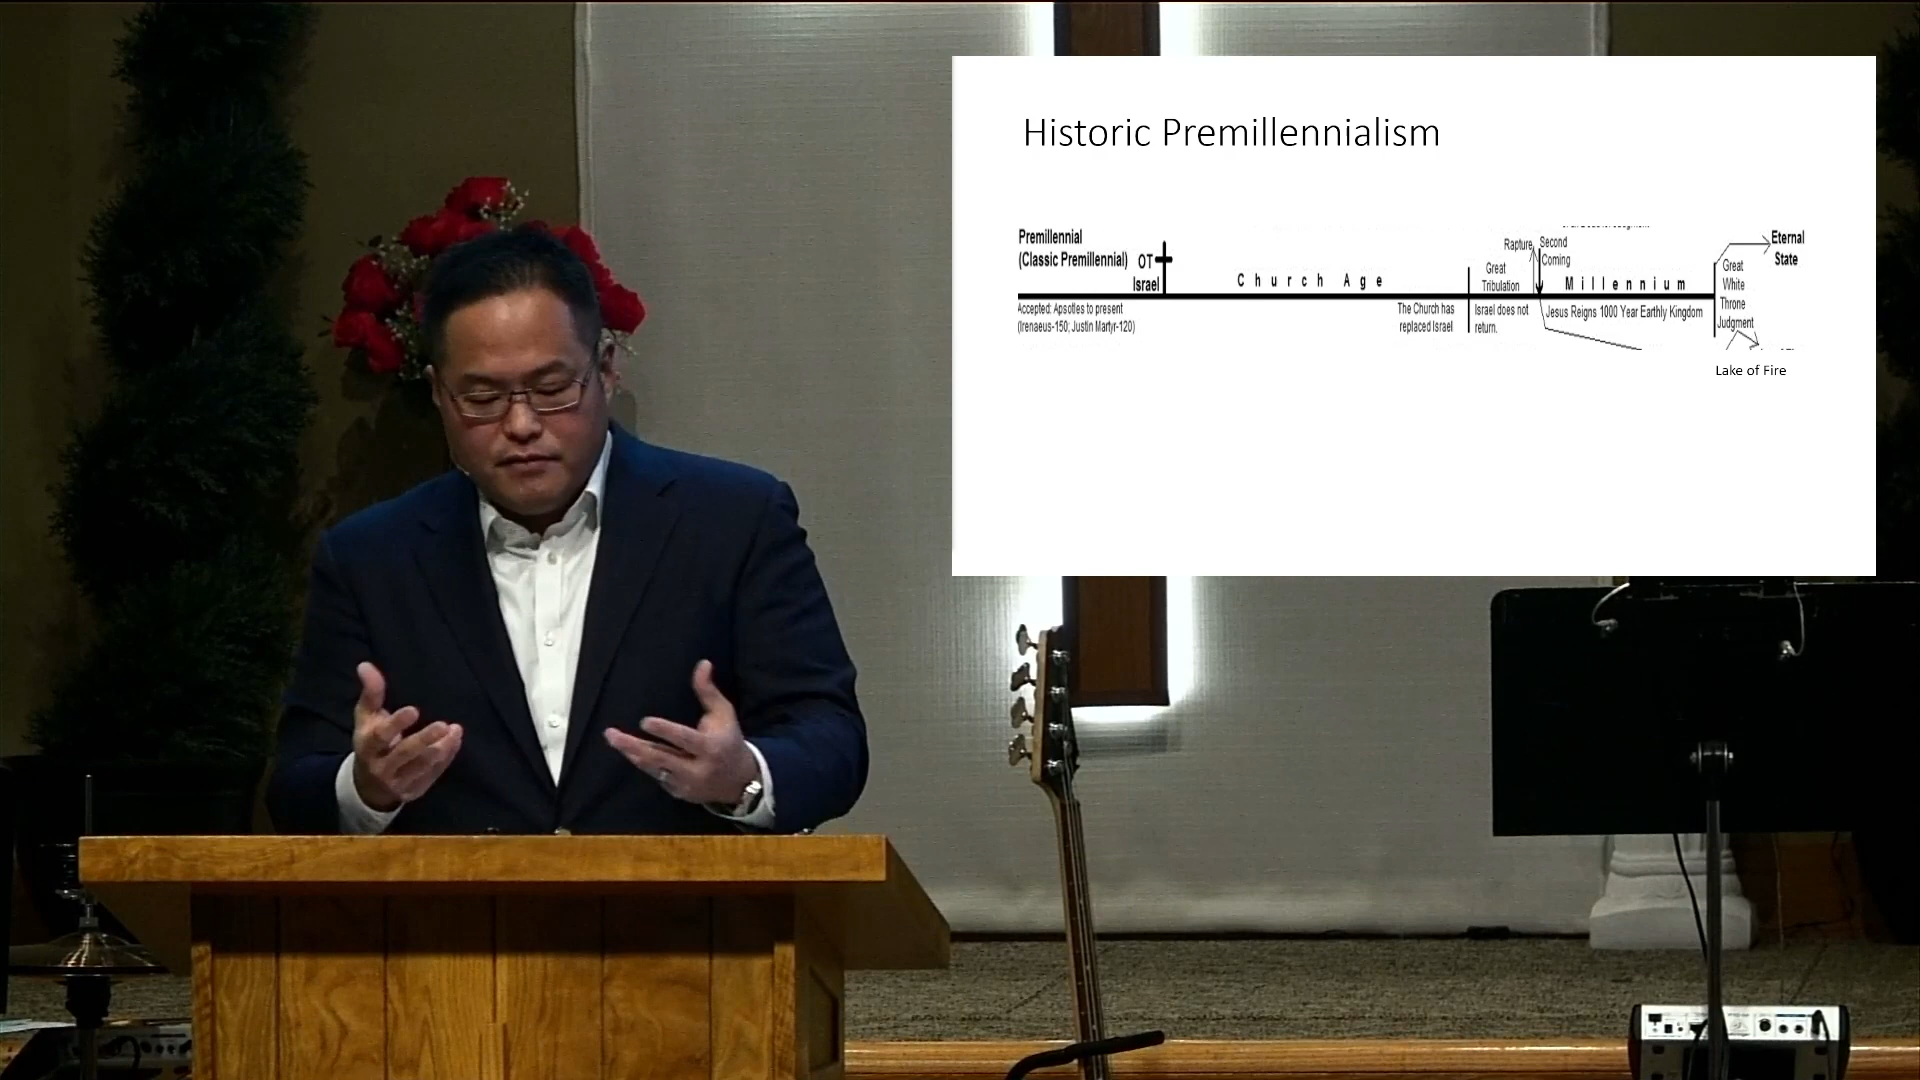 Historic Premillennialism
Premillennial
(Classic Premillennial)
OT
Israel
Church Age
Great
Tribulation
Rapture
Second
Coming
Millennium
Great
White
Throne
Judgment
Eternal
State
Accepted: Apsotles to present
(Irenaeus-150; Justin Martyr-120)
The Church has
replaced Israel
Israel does not
return.
Jesus Reigns 1000 Year Earthly Kingdom
Lake of Fire